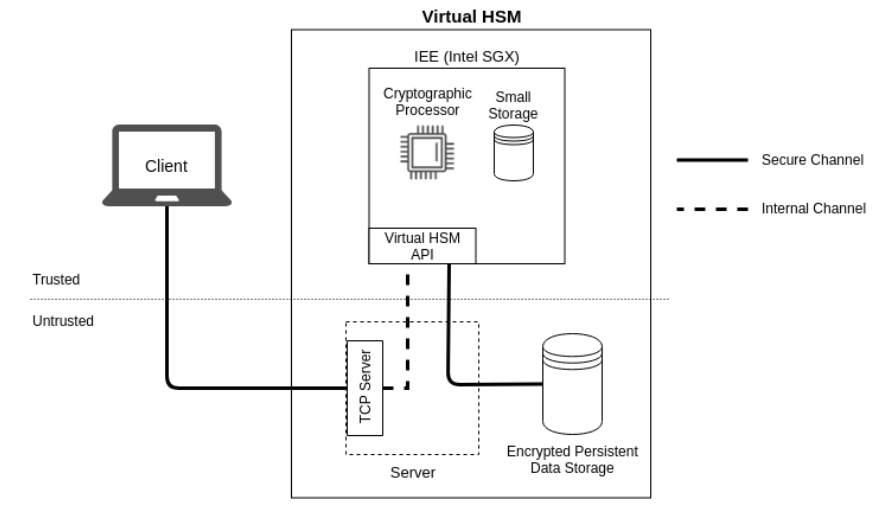 Virtual HSM
IEE (Intel SGX)
Cryptographic
Processor
Small
Storage
Client
Secure Channel
Internal Channel
Virtual HSM
API
Trusted
Untrusted
TCP Server
Server
Encrypted Persistent
Data Storage